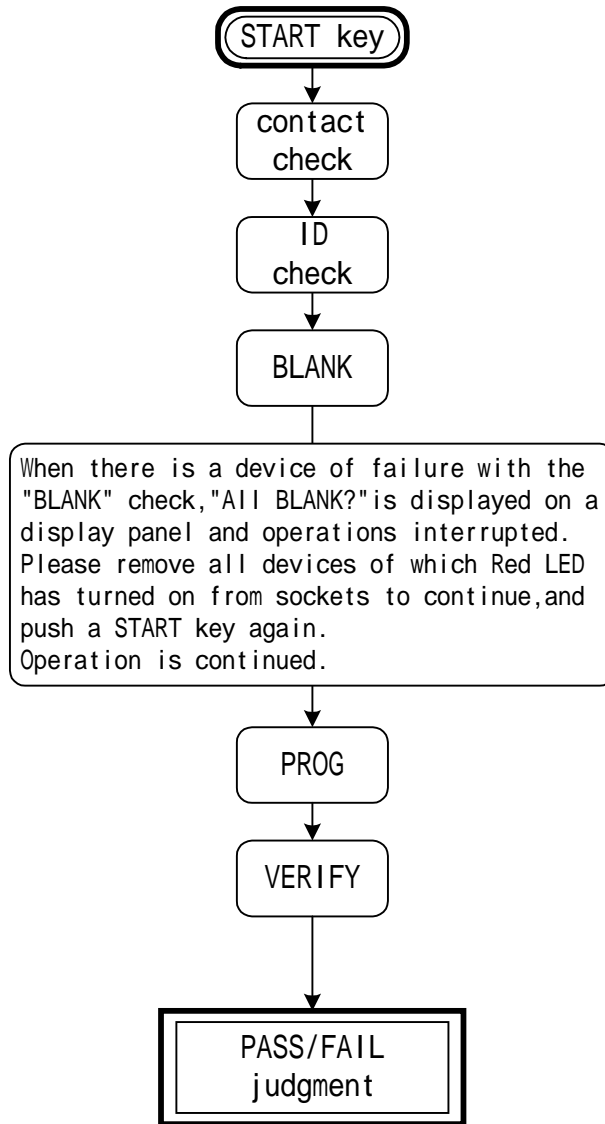 START key
contact
check
ID
check
BLANK
When there is a device of failure with the
"BLANK" check,"All BLANK?"is displayed on a
display panel and operations interrupted.
Please remove all devices of which Red LED
has turned on from sockets to continue,and
push a START key again.
Operation is continued.
PROG
VERIFY
PASS/FAIL
judgment